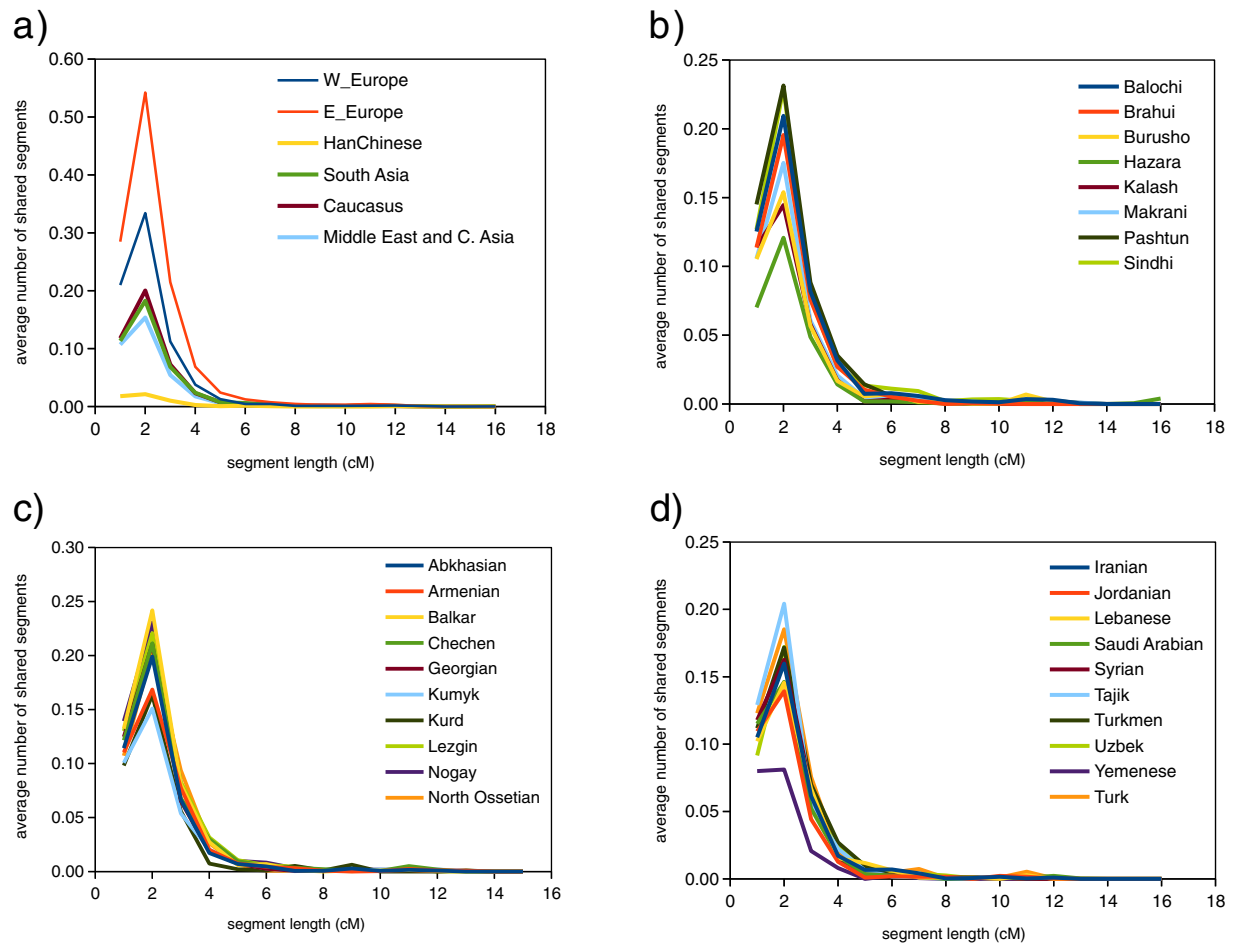 a)
average number of shared segments
0.60
0.50
0.40
0.30
0.20
0.10
0.00
0 2 4 6 8 10 12 14 16 18
segment length (cM)
W_Europe
E_Europe
HanChinese
South Asia
Caucasus
Middle East and C. Asia
b)
average number of shared segments
0.25
0.20
0.15
0.10
0.05
0.00
0 2 4 6 8 10 12 14 16 18
segment length (cM)
Balochi
Brahui
Burusho
Hazara
Kalash
Makrani
Pashtun
Sindhi
c)
average number of shared segments
0.30
0.25
0.20
0.15
0.10
0.05
0.00
0 2 4 6 8 10 12 14 16
segment length (cM)
Abkhasian
Armenian
Balkar
Chechen
Georgian
Kumyk
Kurd
Lezgin
Nogay
North Ossetian
d)
average number of shared segments
0.25
0.20
0.15
0.10
0.05
0.00
0 2 4 6 8 10 12 14 16 18
segment length (cM)
Iranian
Jordanian
Lebanese
Saudi Arabian
Syrian
Tajik
Turkmen
Uzbek
Yemenese
Turk